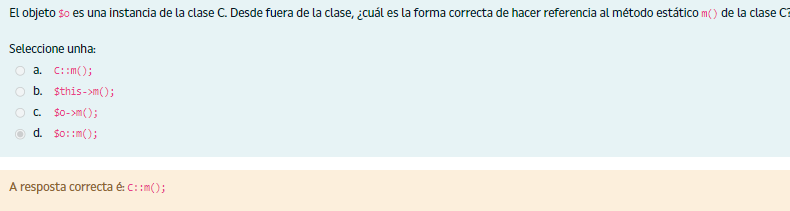 El objeto $o es una instancia de la clase C. Desde fuera de la clase, ¿cuál es la forma correcta de hacer referencia al método estático m() de la clase C?
Seleccione unha:
a. C::m();
b. $this->m();
c. $o->m();
d. $o::m();
A resposta correcta é: C::m();